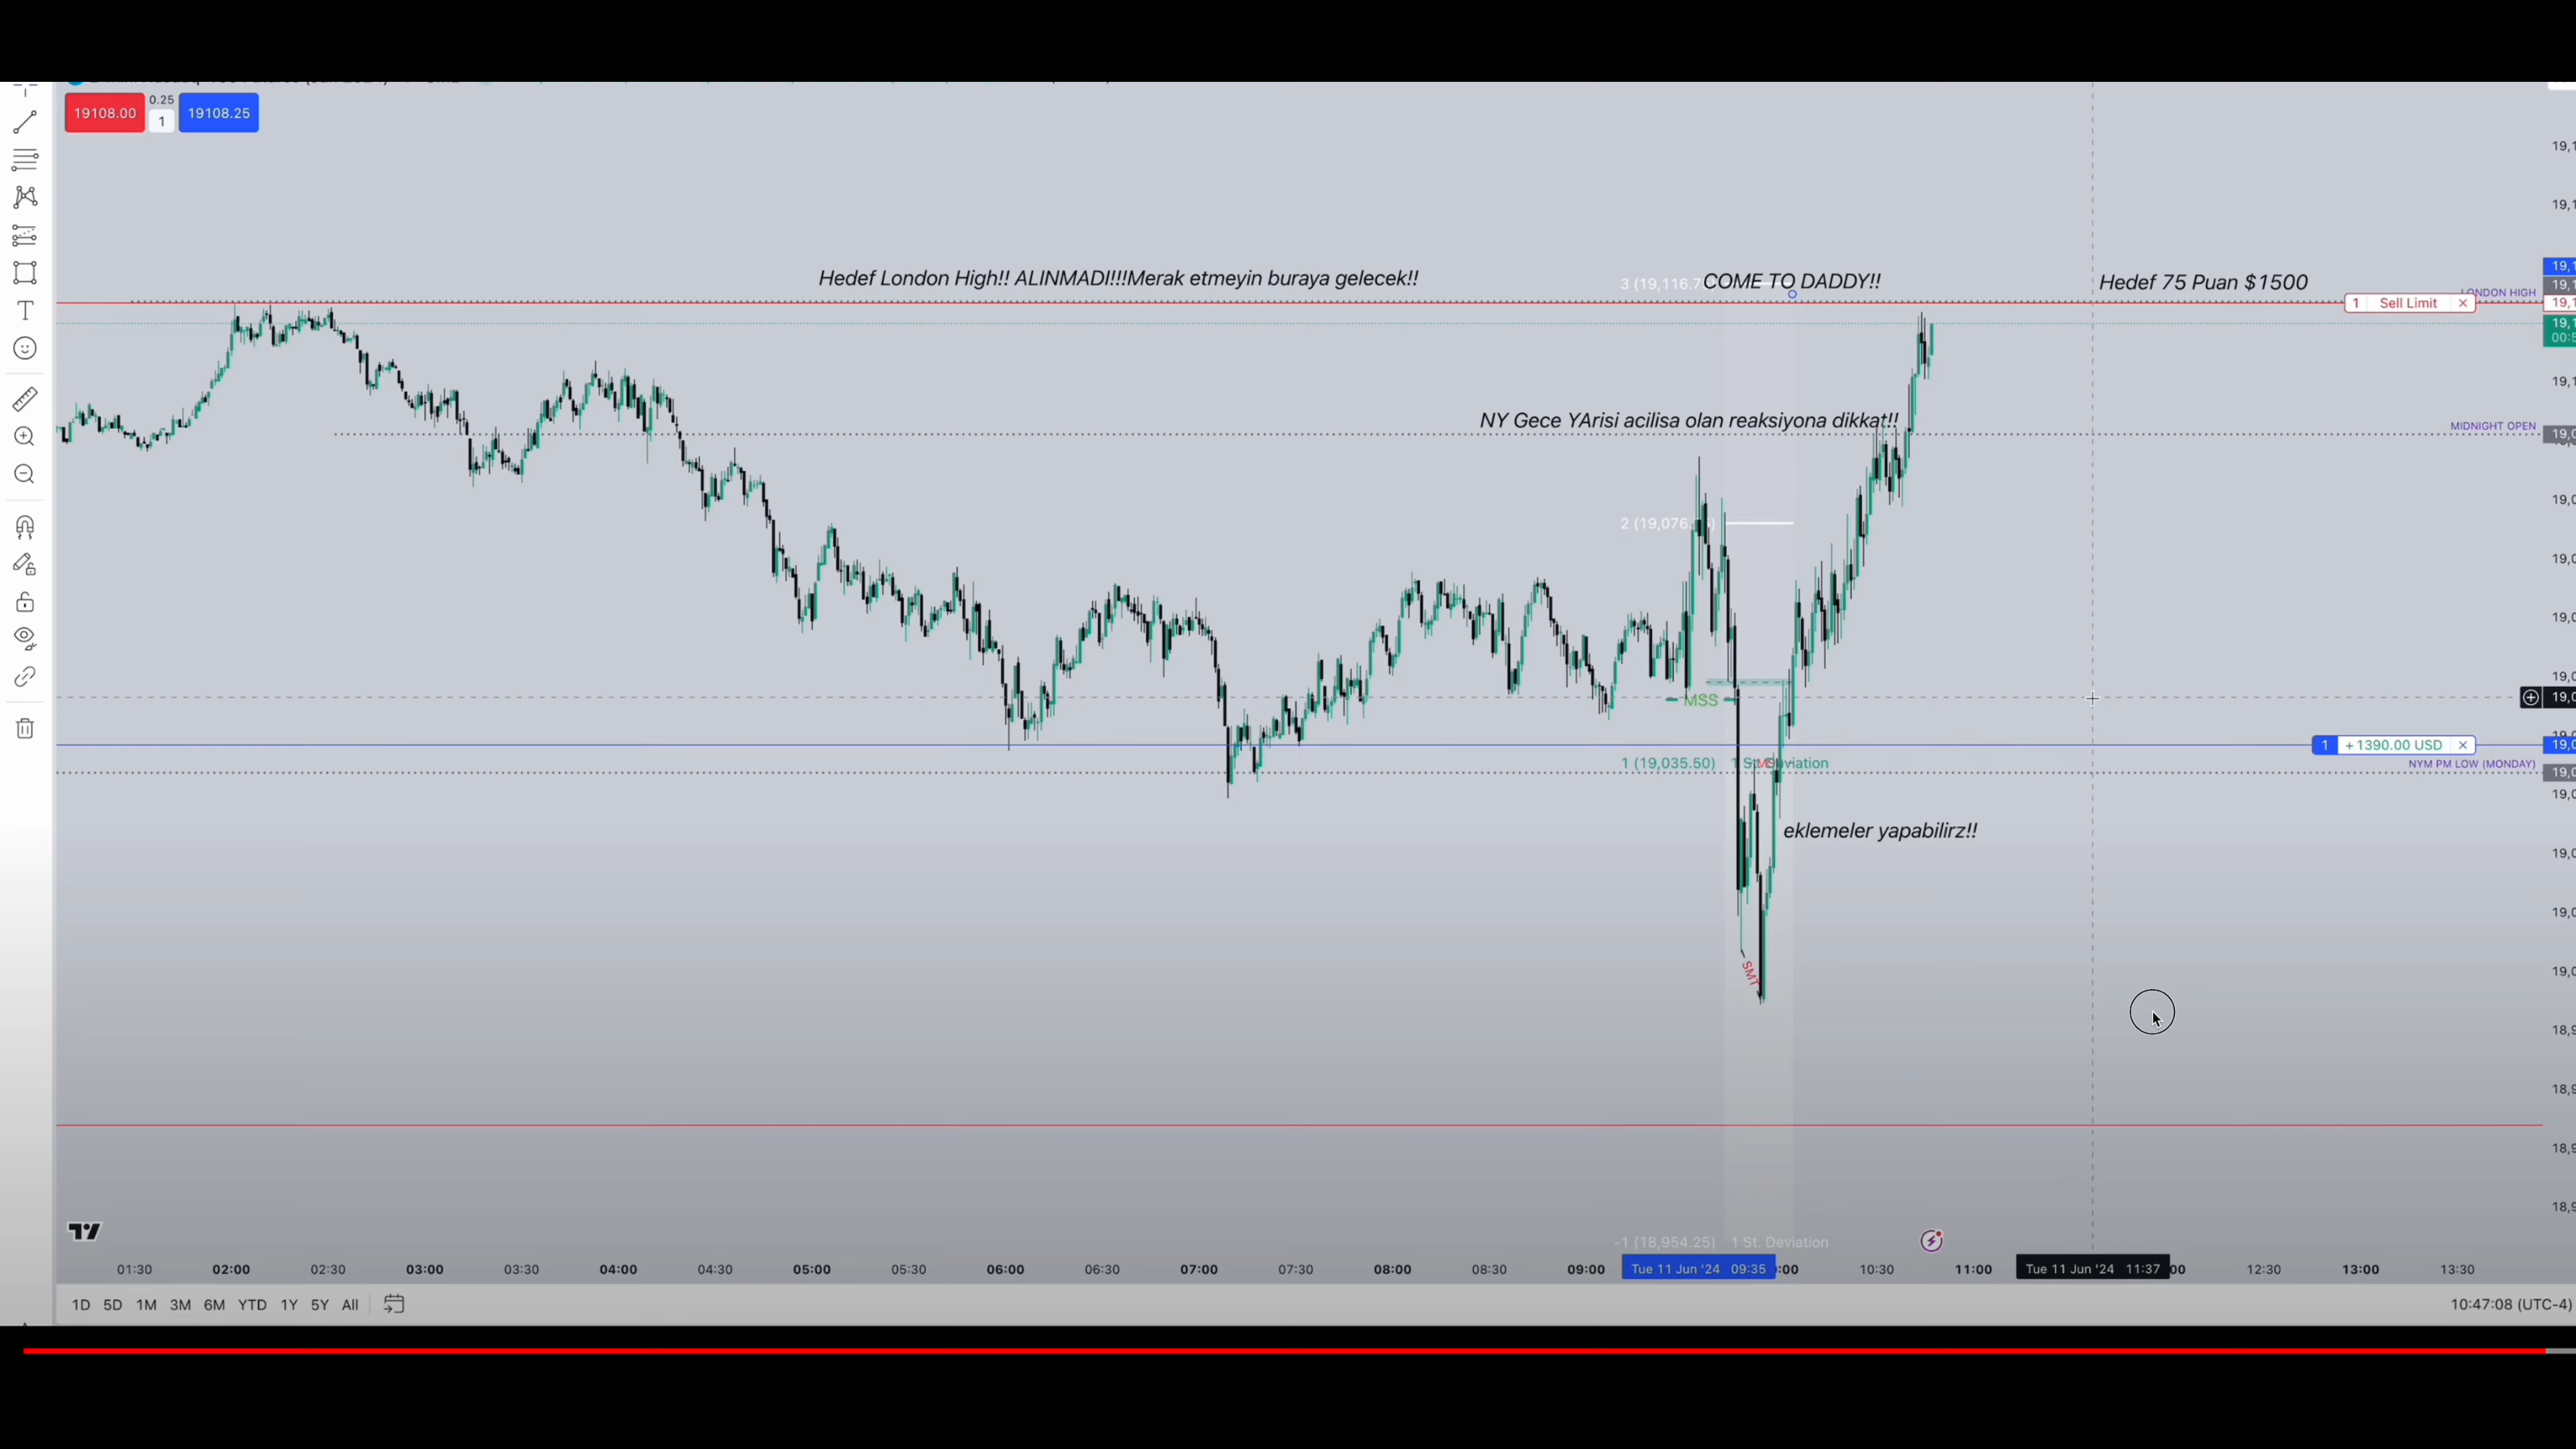 19108.00
0.25
1
19108.25
Hedef London High!! ALINMADI!!!Merak etmeyin buraya gelecek!!
COME TO DADDY!!
Hedef 75 Puan $1500
LONDON HIGH
1 Sell Limit
NY Gece YArisi acilisa olan reaksiyona dikkat!!
MIDNIGHT OPEN
2 (19,076
MSS
1 +1390.00 USD
1 (19,035.50)
NYM PM LOW (MONDAY)
eklemeler yapabilirz!!
SMT
-1 (18,954.25) 1 St. Deviation
01:30 02:00 02:30 03:00 03:30 04:00 04:30 05:00 05:30 06:00 06:30 07:00 07:30 08:00 08:30 09:00 Tue 11 Jun '24 09:35 :00 10:30 11:00 Tue 11 Jun '24 11:37 00 12:30 13:00 13:30
1D 5D 1M 3M 6M YTD 1Y 5Y All
10:47:08 (UTC-4)